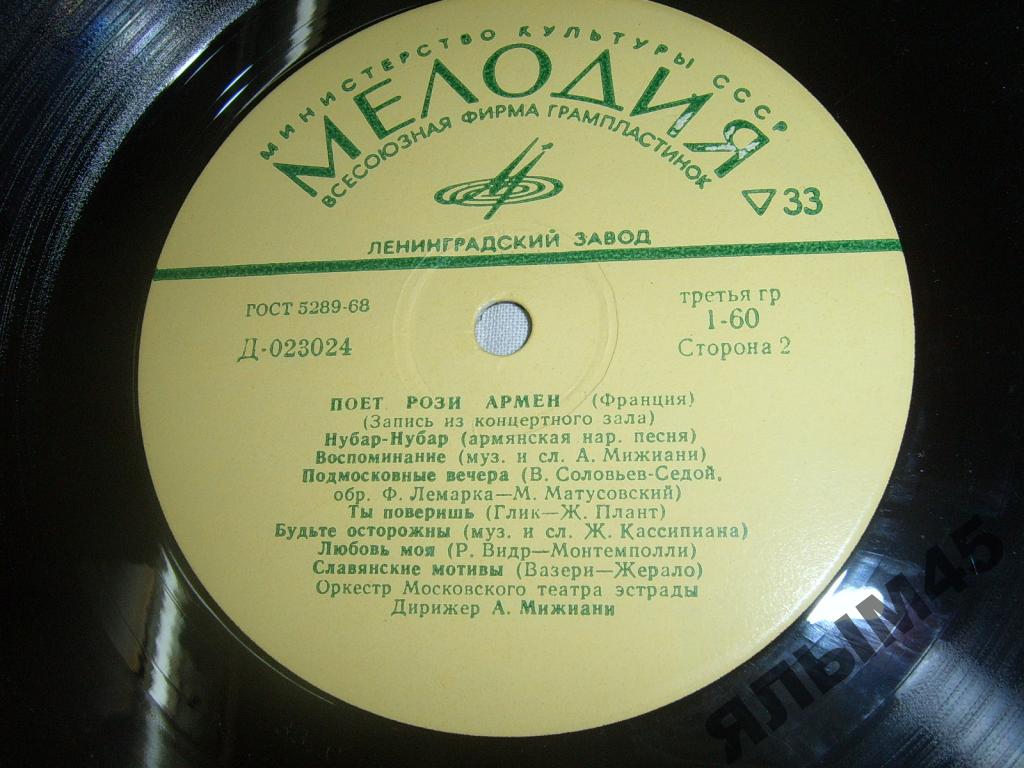 МИНИСТЕРСТВО КУЛЬТУРЫ СССР
МЕЛОДИЯ
ВСЕСОЮЗНАЯ ФИРМА ГРАМПЛАСТИНОК
33
ЛЕНИНГРАДСКИЙ ЗАВОД
ГОСТ 5289-68
третья гр
1-60
Д-023024
Сторона 2
ПОЕТ РОЗИ АРМЕН (Франция)
(Запись из концертного зала)
Нубар-Нубар (армянская нар. песня)
Воспоминание (муз. и сл. А. Мижиани)
Подмосковные вечера (В. Соловьев-Седой,
обр. Ф. Лемарка—М. Матусовский)
Ты поверишь (Глик—Ж. Плант)
Будьте осторожны (муз. и сл. Ж. Кассипиана)
Любовь моя (Р. Видр—Монтемполли)
Славянские мотивы (Вазери—Жерало)
Оркестр Московского театра эстрады
Дирижер А. Мижиани
ЯЛЫМ45